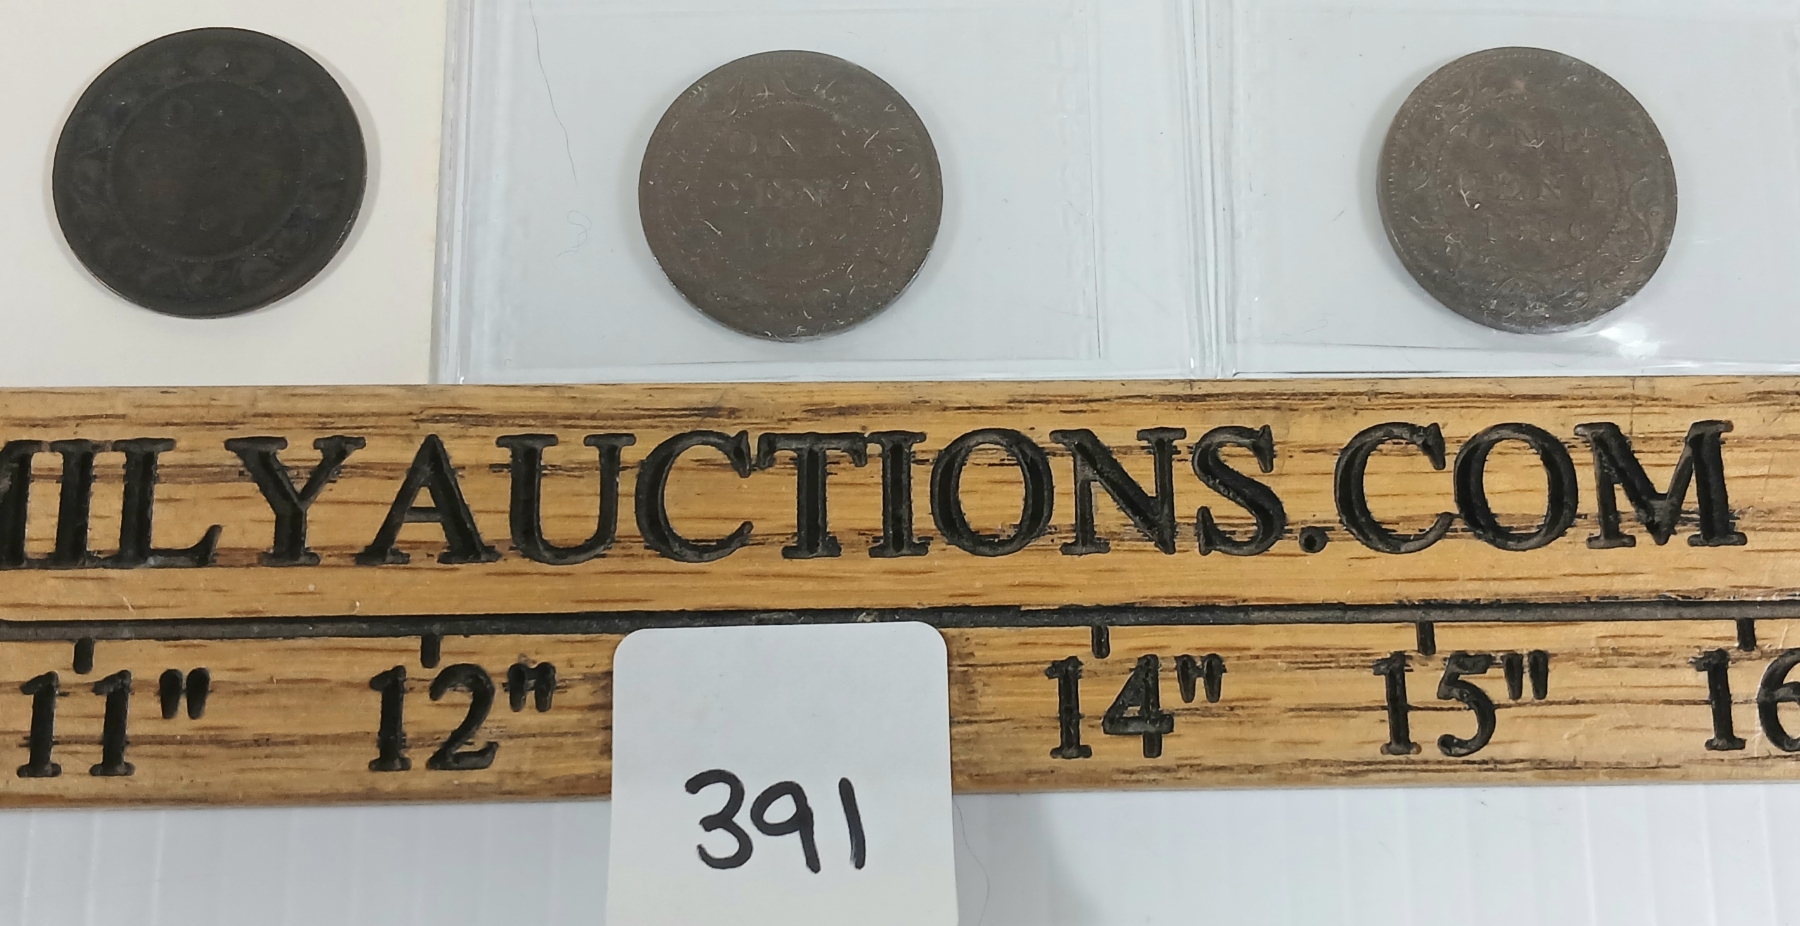 ONE
CENT
ONE
CENT
ILYAUCTIONS.COM
11" 12" 14" 15" 16
391